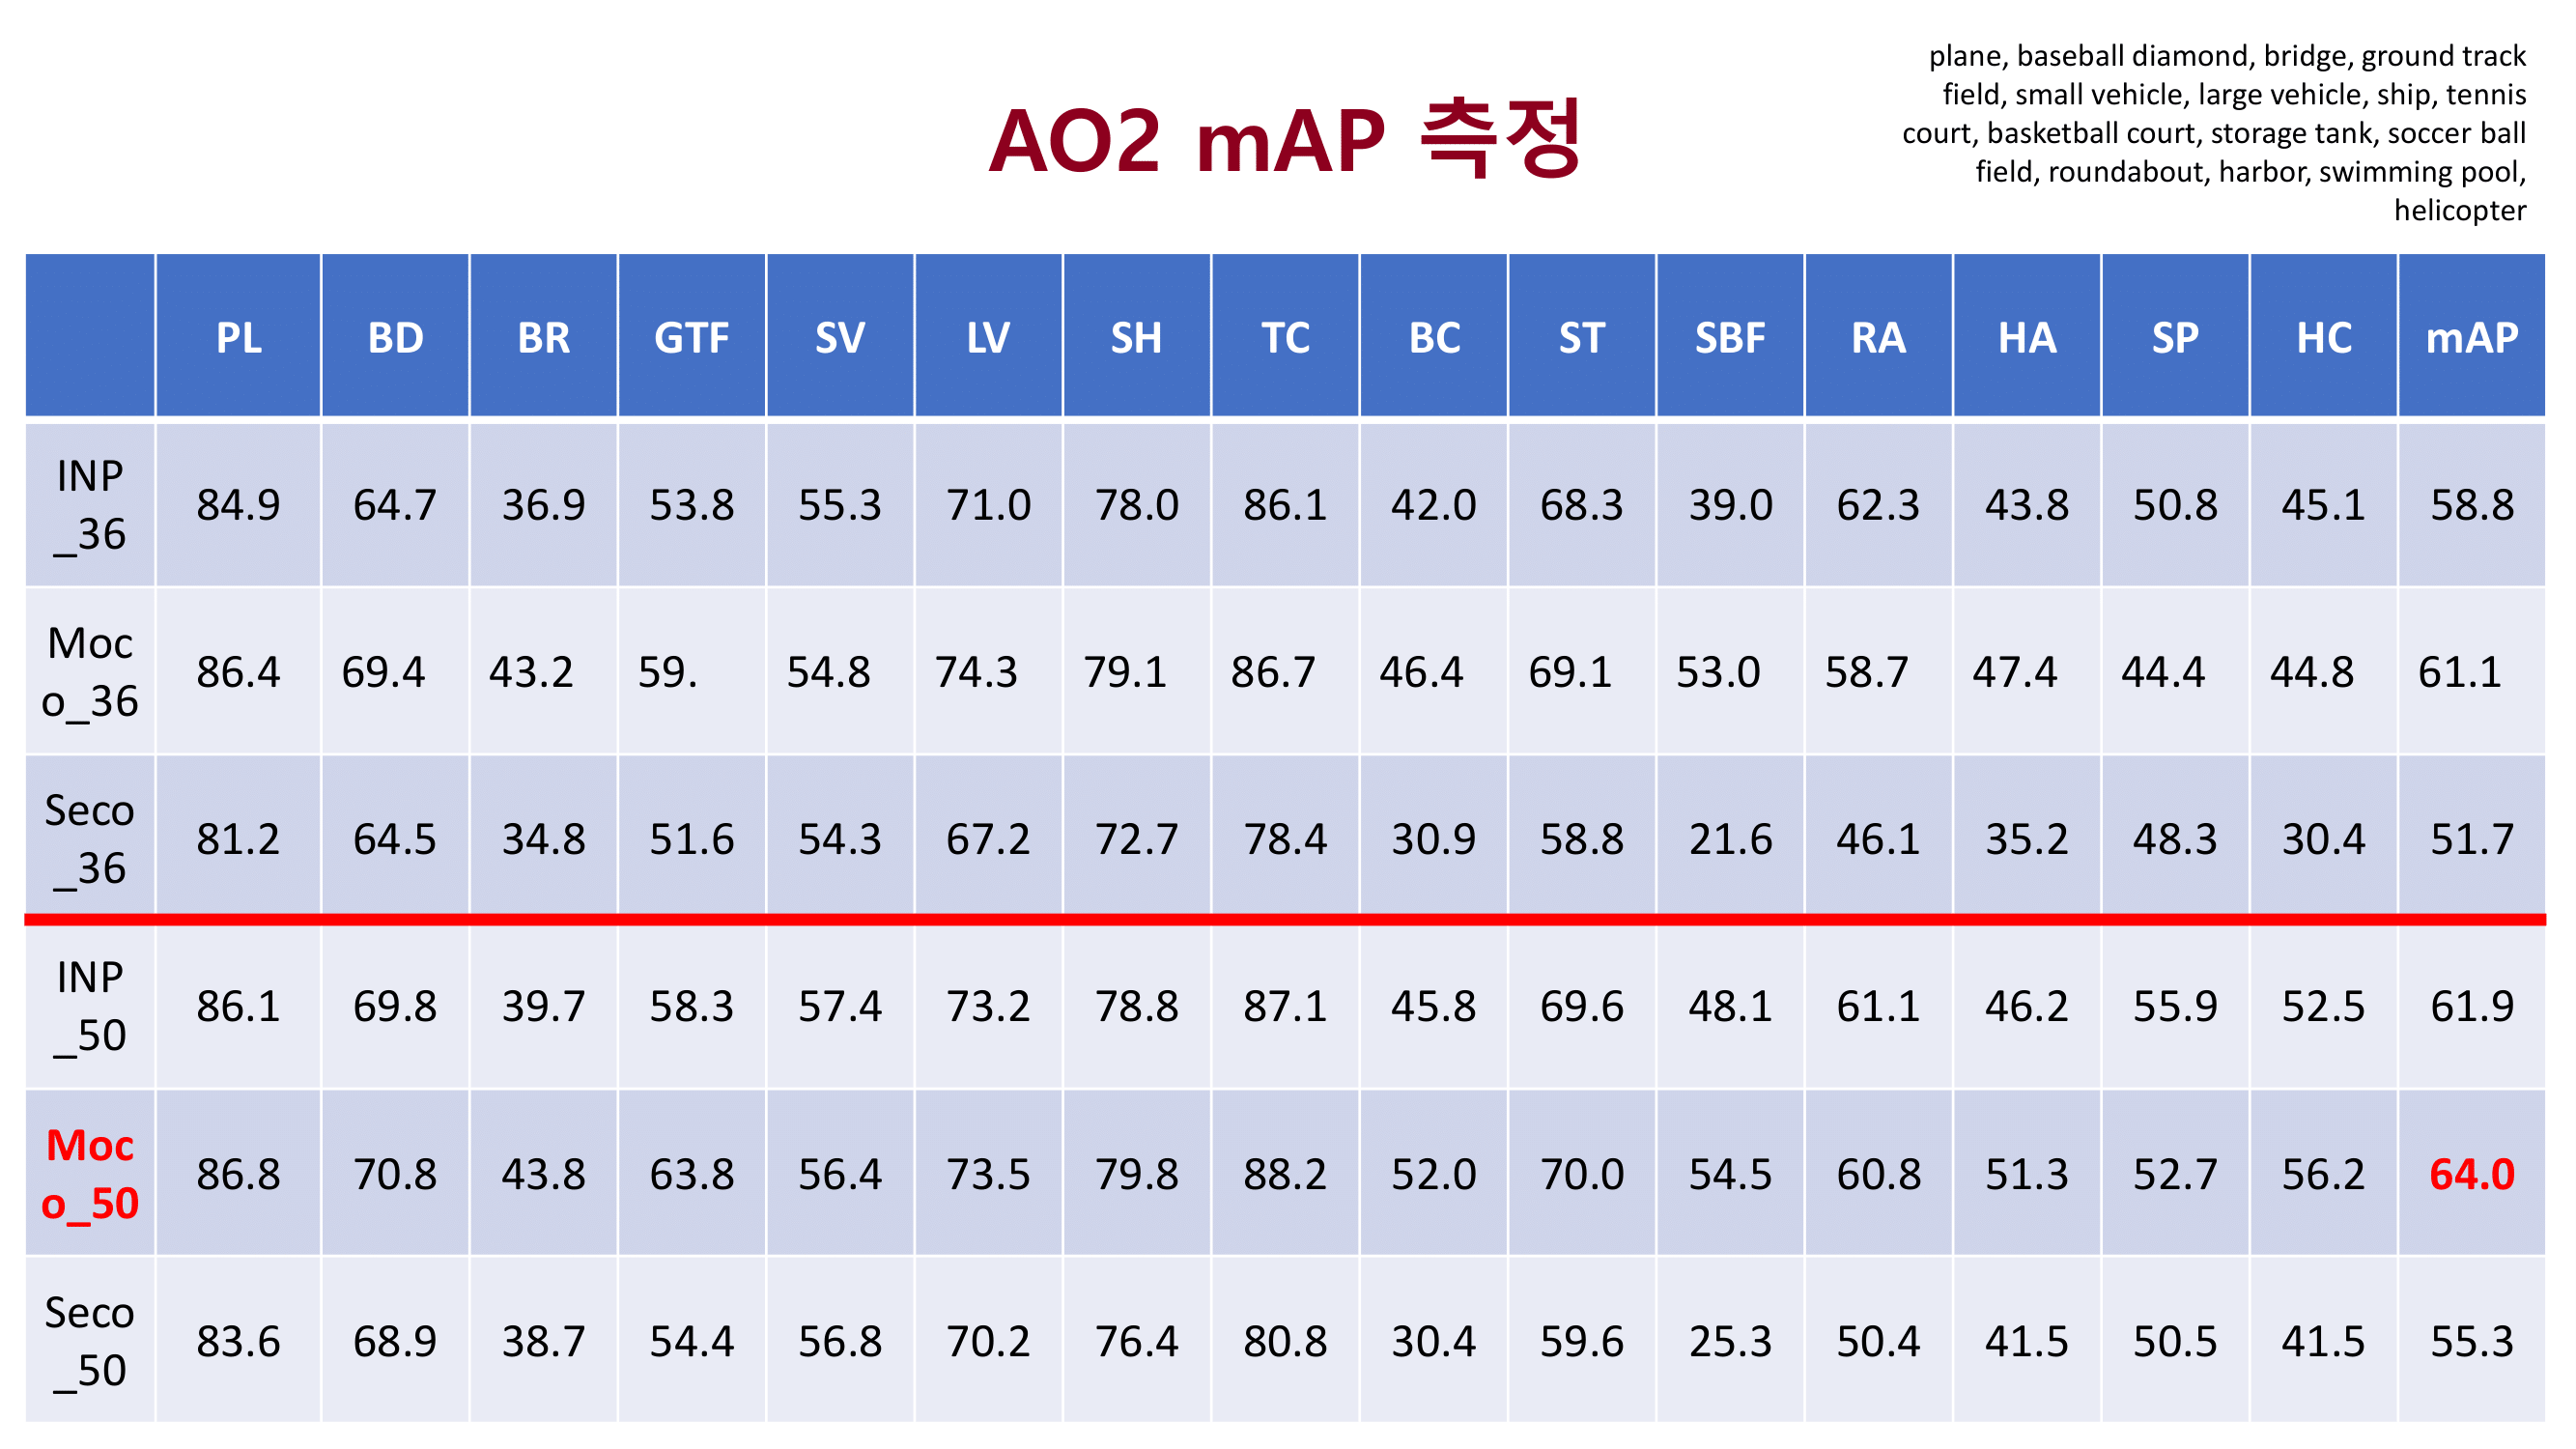 plane, baseball diamond, bridge, ground track
field, small vehicle, large vehicle, ship, tennis
court, basketball court, storage tank, soccer ball
field, roundabout, harbor, swimming pool,
helicopter
AO2 mAP 측정
PL BD BR GTF SV LV SH TC BC ST SBF RA HA SP HC mAP
INP
_36 84.9 64.7 36.9 53.8 55.3 71.0 78.0 86.1 42.0 68.3 39.0 62.3 43.8 50.8 45.1 58.8
Moc
o_36 86.4 69.4 43.2 59. 54.8 74.3 79.1 86.7 46.4 69.1 53.0 58.7 47.4 44.4 44.8 61.1
Seco
_36 81.2 64.5 34.8 51.6 54.3 67.2 72.7 78.4 30.9 58.8 21.6 46.1 35.2 48.3 30.4 51.7
INP
_50 86.1 69.8 39.7 58.3 57.4 73.2 78.8 87.1 45.8 69.6 48.1 61.1 46.2 55.9 52.5 61.9
Moc
o_50 86.8 70.8 43.8 63.8 56.4 73.5 79.8 88.2 52.0 70.0 54.5 60.8 51.3 52.7 56.2 64.0
Seco
_50 83.6 68.9 38.7 54.4 56.8 70.2 76.4 80.8 30.4 59.6 25.3 50.4 41.5 50.5 41.5 55.3